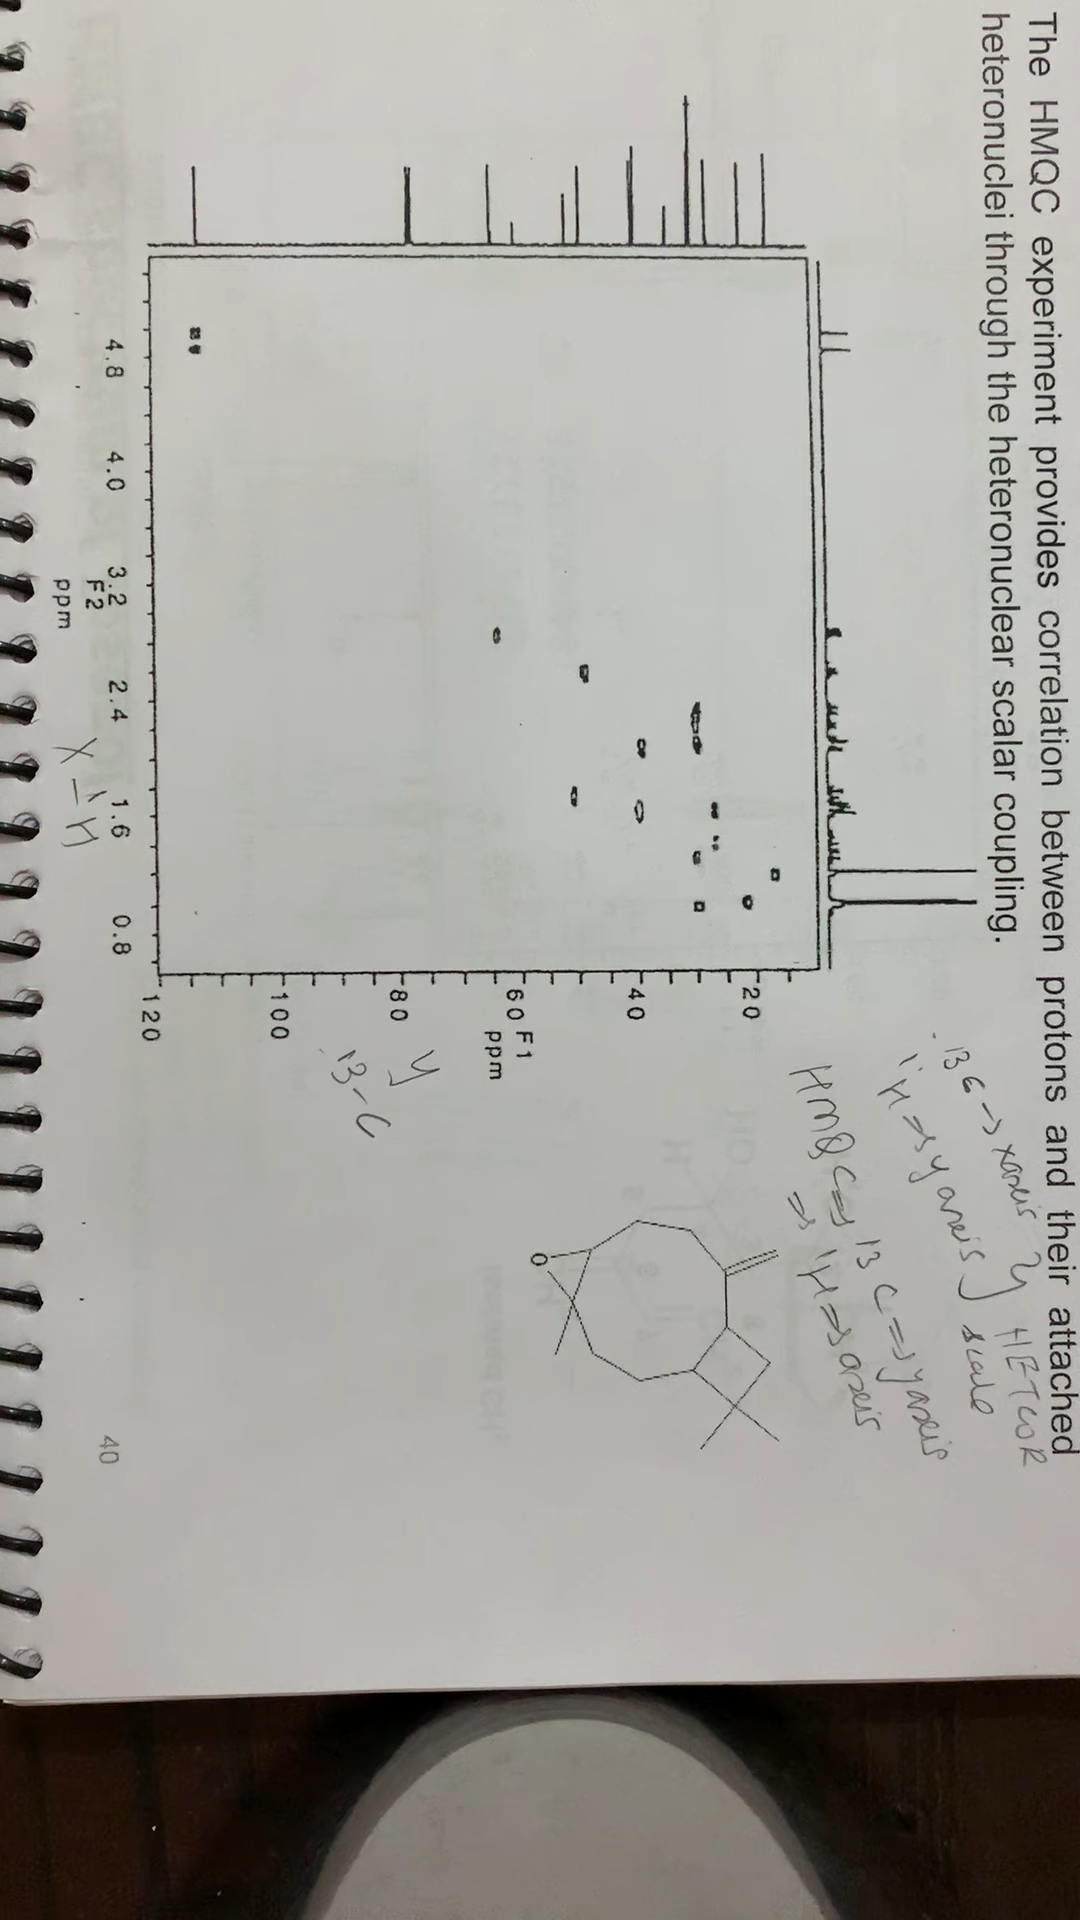 The HMQC experiment provides correlation between protons and their attached
heteronuclei through the heteronuclear scalar coupling.
13C → x axis } HETCOR
1H ⇒ y axis } scale
HMQC ⇒ 13C ⇒ y axis
⇒ 1H ⇒ axis
20
40
60 F1
ppm
80
100
120
y
13-C
4.8 4.0 3.2 2.4 1.6 0.8
F2
ppm
X - 1H
O
40